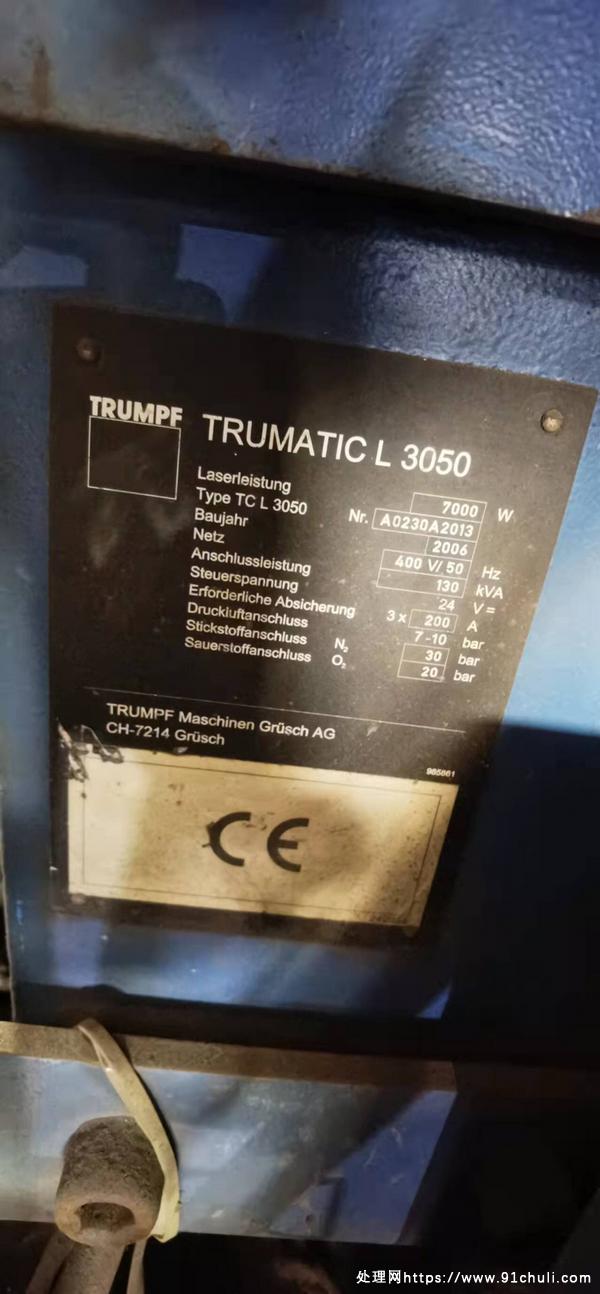 TRUMPF
TRUMATIC L 3050
Laserleistung 7000 W
Type TC L 3050 Nr. A0230A2013
Baujahr 2006
Netz 400 V/ 50 Hz
Anschlussleistung 130 kVA
Steuerspannung 24 V =
Erforderliche Absicherung 3 x 200 A
Druckluftanschluss 7-10 bar
Stickstoffanschluss N₂ 30 bar
Sauerstoffanschluss O₂ 20 bar
TRUMPF Maschinen Grüsch AG
CH-7214 Grüsch
965861
CE
处理网https://www.91chuli.com